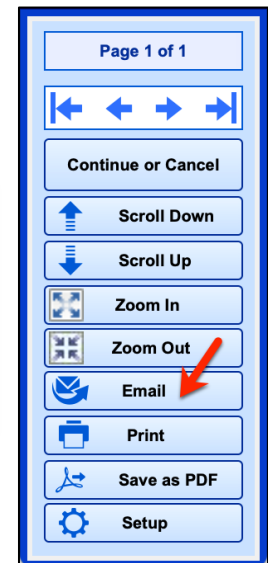 Page 1 of 1
Continue or Cancel
Scroll Down
Scroll Up
Zoom In
Zoom Out
Email
Print
Save as PDF
Setup